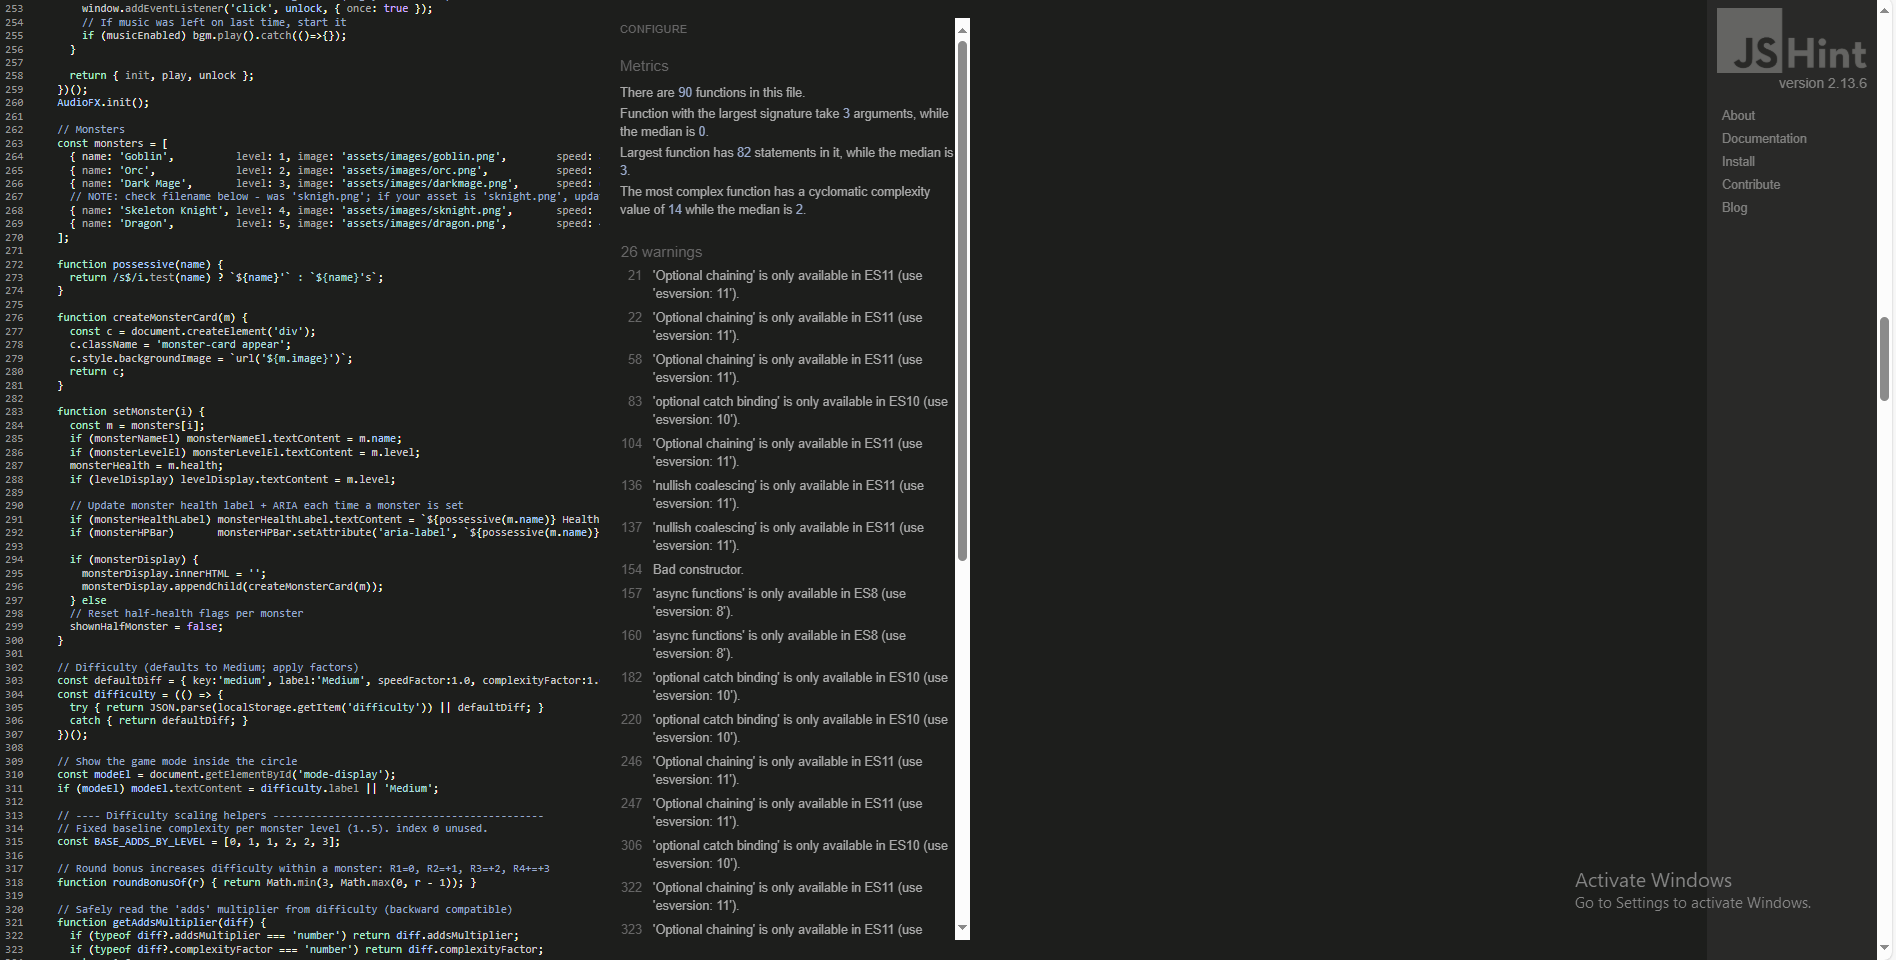 253 window.addEventListener('click', unlock, { once: true });
254 // If music was left on last time, start it
255 if (musicEnabled) bgm.play().catch(()=>{});
256 }
257
258 return { init, play, unlock };
259 })();
260 AudioFX.init();
261
262 // Monsters
263 const monsters = [
264 { name: 'Goblin', level: 1, image: 'assets/images/goblin.png', speed:
265 { name: 'Orc', level: 2, image: 'assets/images/orc.png', speed:
266 { name: 'Dark Mage', level: 3, image: 'assets/images/darkmage.png', speed:
267 // NOTE: check filename below - was 'sknigh.png'; if your asset is 'sknight.png', upda
268 { name: 'Skeleton Knight', level: 4, image: 'assets/images/sknight.png', speed:
269 { name: 'Dragon', level: 5, image: 'assets/images/dragon.png', speed:
270 ];
271
272 function possessive(name) {
273 return /s$/i.test(name) ? `${name}'` : `${name}'s`;
274 }
275
276 function createMonsterCard(m) {
277 const c = document.createElement('div');
278 c.className = 'monster-card appear';
279 c.style.backgroundImage = `url('${m.image}')`;
280 return c;
281 }
282
283 function setMonster(i) {
284 const m = monsters[i];
285 if (monsterNameEl) monsterNameEl.textContent = m.name;
286 if (monsterLevelEl) monsterLevelEl.textContent = m.level;
287 monsterHealth = m.health;
288 if (levelDisplay) levelDisplay.textContent = m.level;
289
290 // Update monster health label + ARIA each time a monster is set
291 if (monsterHealthLabel) monsterHealthLabel.textContent = `${possessive(m.name)} Health
292 if (monsterHPBar) monsterHPBar.setAttribute('aria-label', `${possessive(m.name)}
293
294 if (monsterDisplay) {
295 monsterDisplay.innerHTML = '';
296 monsterDisplay.appendChild(createMonsterCard(m));
297 } else
298 // Reset half-health flags per monster
299 shownHalfMonster = false;
300 }
301
302 // Difficulty (defaults to Medium; apply factors)
303 const defaultDiff = { key:'medium', label:'Medium', speedFactor:1.0, complexityFactor:1.
304 const difficulty = (() => {
305 try { return JSON.parse(localStorage.getItem('difficulty')) || defaultDiff; }
306 catch { return defaultDiff; }
307 })();
308
309 // Show the game mode inside the circle
310 const modeEl = document.getElementById('mode-display');
311 if (modeEl) modeEl.textContent = difficulty.label || 'Medium';
312
313 // ---- Difficulty scaling helpers --------------------------------------------
314 // Fixed baseline complexity per monster level (1..5). index 0 unused.
315 const BASE_ADDS_BY_LEVEL = [0, 1, 1, 2, 2, 3];
316
317 // Round bonus increases difficulty within a monster: R1=0, R2=+1, R3=+2, R4+=+3
318 function roundBonusOf(r) { return Math.min(3, Math.max(0, r - 1)); }
319
320 // Safely read the 'adds' multiplier from difficulty (backward compatible)
321 function getAddsMultiplier(diff) {
322 if (typeof diff?.addsMultiplier === 'number') return diff.addsMultiplier;
323 if (typeof diff?.complexityFactor === 'number') return diff.complexityFactor;
CONFIGURE
Metrics
There are 90 functions in this file.
Function with the largest signature take 3 arguments, while
the median is 0.
Largest function has 82 statements in it, while the median is
3.
The most complex function has a cyclomatic complexity
value of 14 while the median is 2.
26 warnings
21 'Optional chaining' is only available in ES11 (use
'esversion: 11').
22 'Optional chaining' is only available in ES11 (use
'esversion: 11').
58 'Optional chaining' is only available in ES11 (use
'esversion: 11').
83 'optional catch binding' is only available in ES10 (use
'esversion: 10').
104 'Optional chaining' is only available in ES11 (use
'esversion: 11').
136 'nullish coalescing' is only available in ES11 (use
'esversion: 11').
137 'nullish coalescing' is only available in ES11 (use
'esversion: 11').
154 Bad constructor.
157 'async functions' is only available in ES8 (use
'esversion: 8').
160 'async functions' is only available in ES8 (use
'esversion: 8').
182 'optional catch binding' is only available in ES10 (use
'esversion: 10').
220 'optional catch binding' is only available in ES10 (use
'esversion: 10').
246 'Optional chaining' is only available in ES11 (use
'esversion: 11').
247 'Optional chaining' is only available in ES11 (use
'esversion: 11').
306 'optional catch binding' is only available in ES10 (use
'esversion: 10').
322 'Optional chaining' is only available in ES11 (use
'esversion: 11').
323 'Optional chaining' is only available in ES11 (use
JSHint
version 2.13.6
About
Documentation
Install
Contribute
Blog
Activate Windows
Go to Settings to activate Windows.